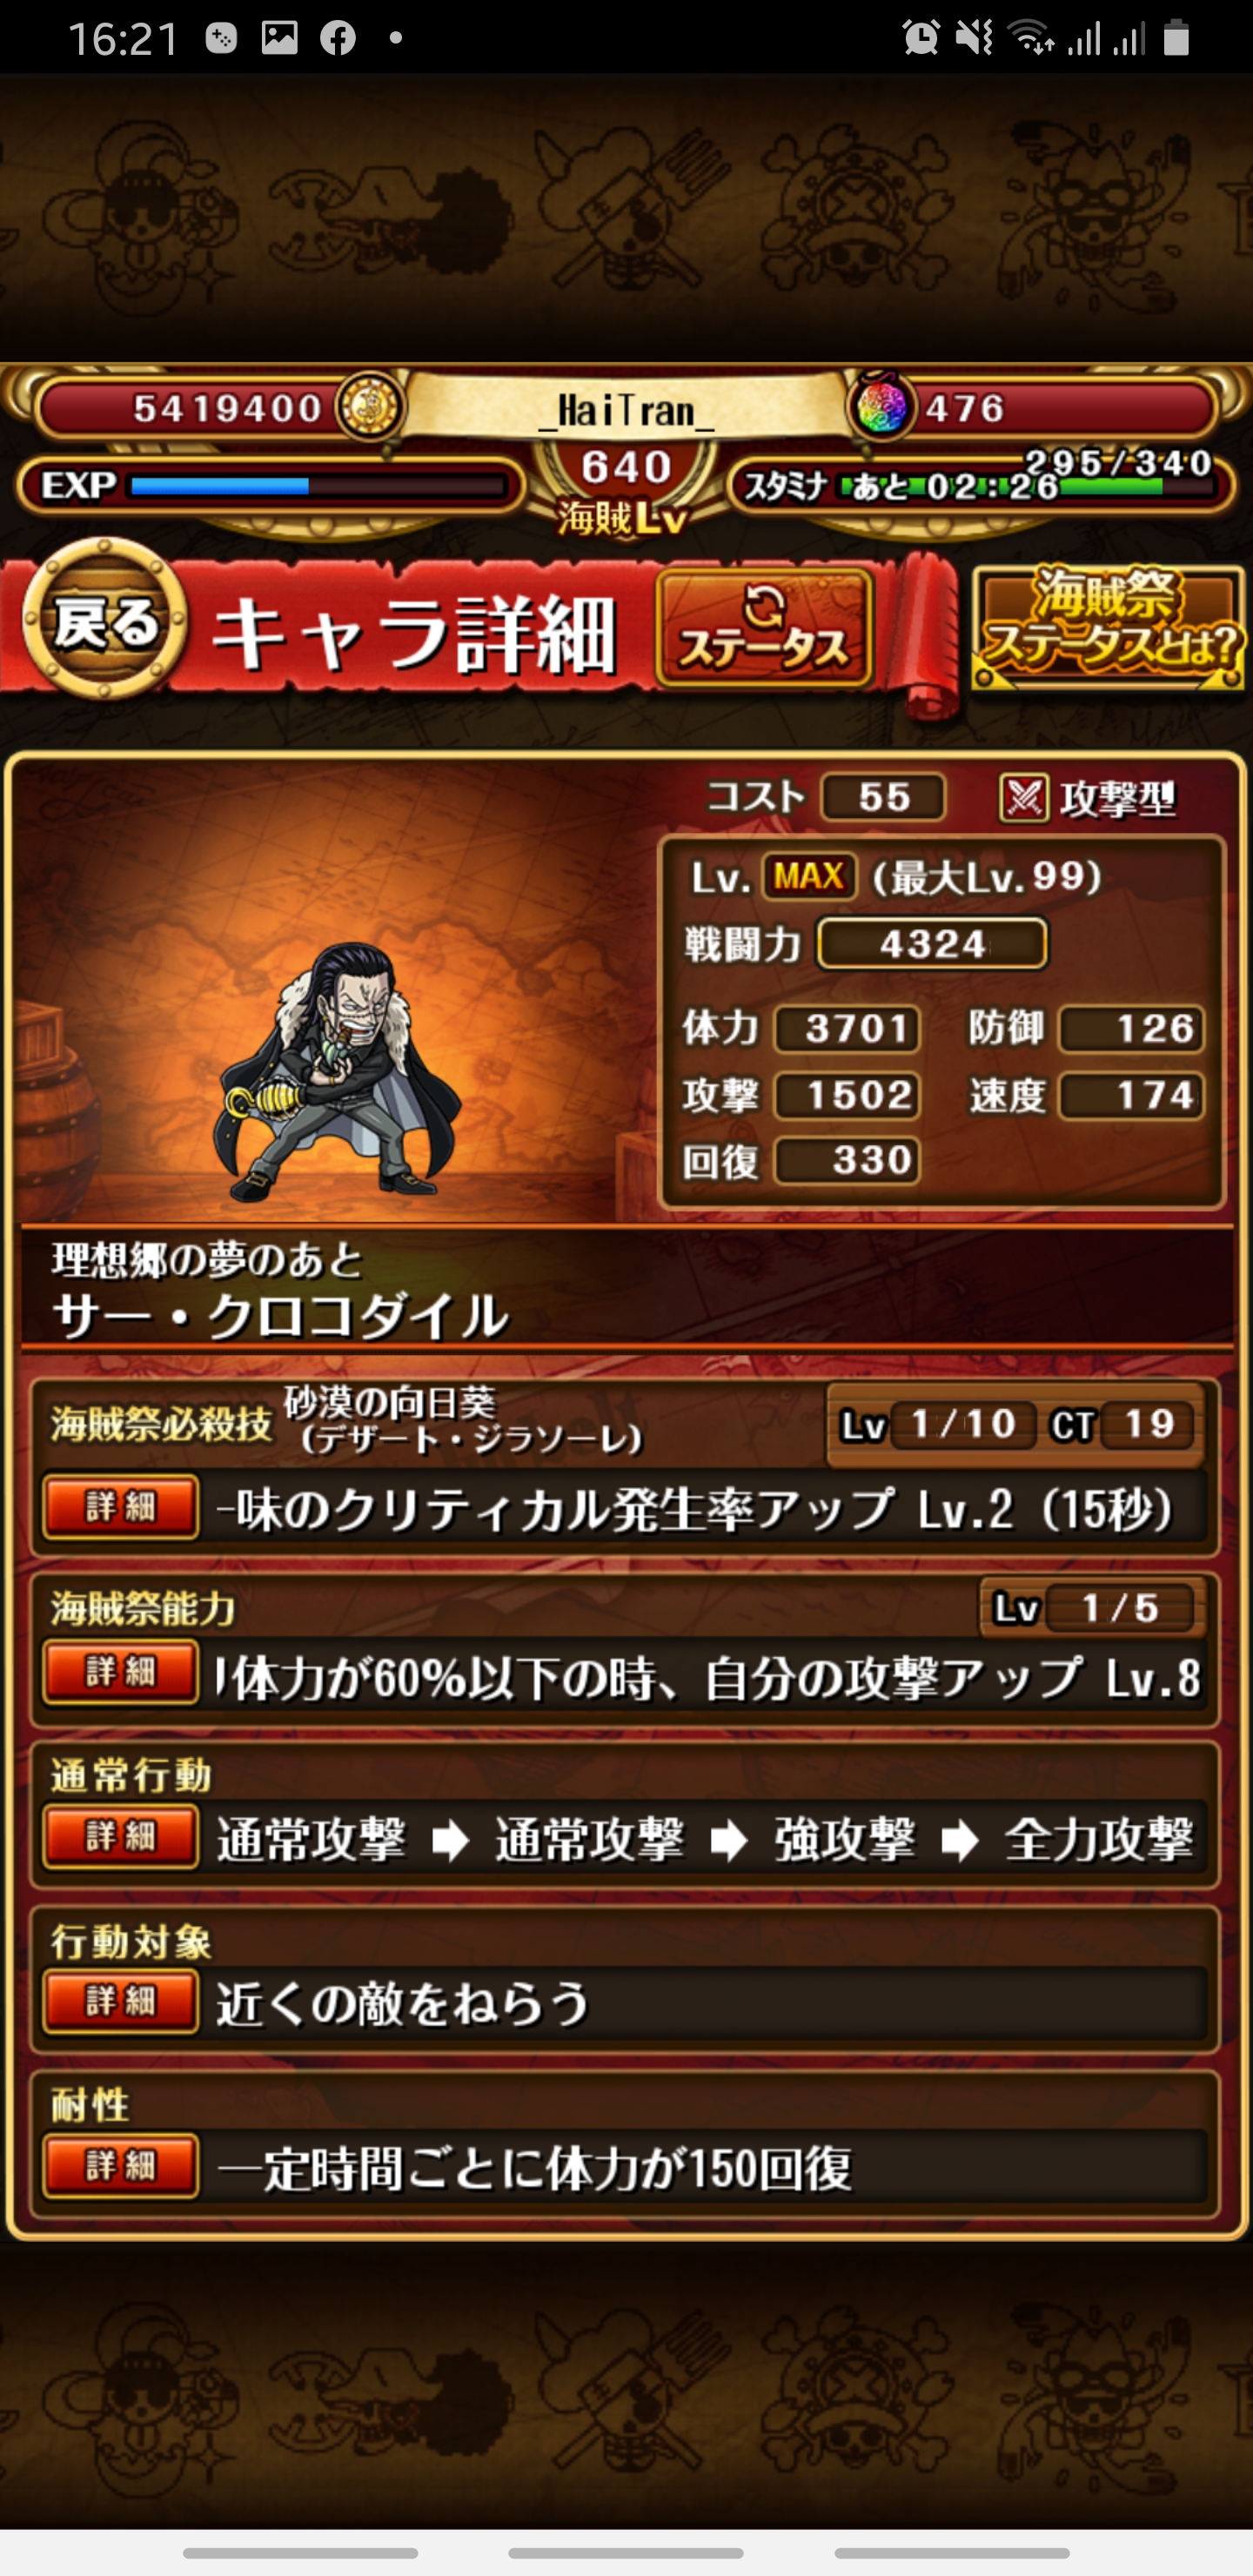 16:21
5419400
_HaiTran_
476
EXP
640
海賊Lv
スタミナ
295/340
あと 02:26
戻る
キャラ詳細
ステータス
海賊祭
ステータスとは?
コスト 55 攻撃型
Lv. MAX (最大Lv.99)
戦闘力 4324
体力 3701 防御 126
攻撃 1502 速度 174
回復 330
理想郷の夢のあと
サー・クロコダイル
海賊祭必殺技 砂漠の向日葵
(デザート・ジラソーレ)
Lv 1/10 CT 19
詳細 味のクリティカル発生率アップ Lv.2 (15秒)
海賊祭能力 Lv 1/5
詳細 体力が60%以下の時、自分の攻撃アップ Lv.8
通常行動
詳細 通常攻撃 ➡ 通常攻撃 ➡ 強攻撃 ➡ 全力攻撃
行動対象
詳細 近くの敵をねらう
耐性
詳細 一定時間ごとに体力が150回復